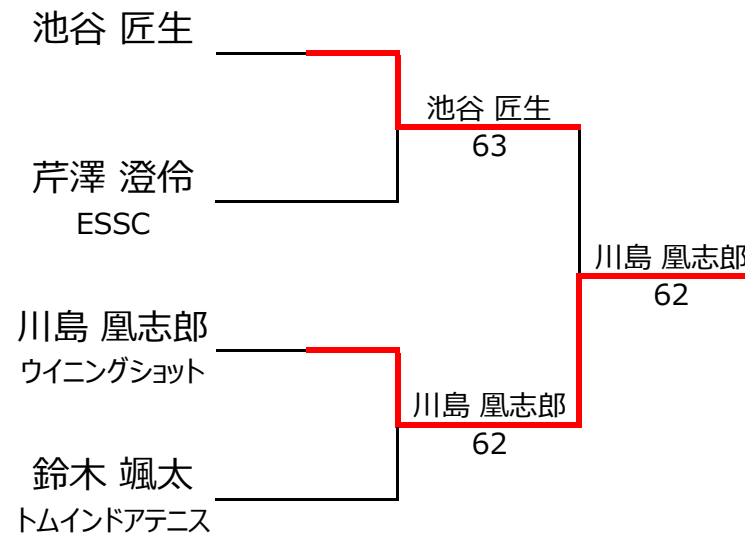 池谷 匠生
池谷 匠生
63
芹澤 澄伶
ESSC
川島 凰志郎
62
川島 凰志郎
ウイニングショット
川島 凰志郎
62
鈴木 颯太
トムインドアテニス